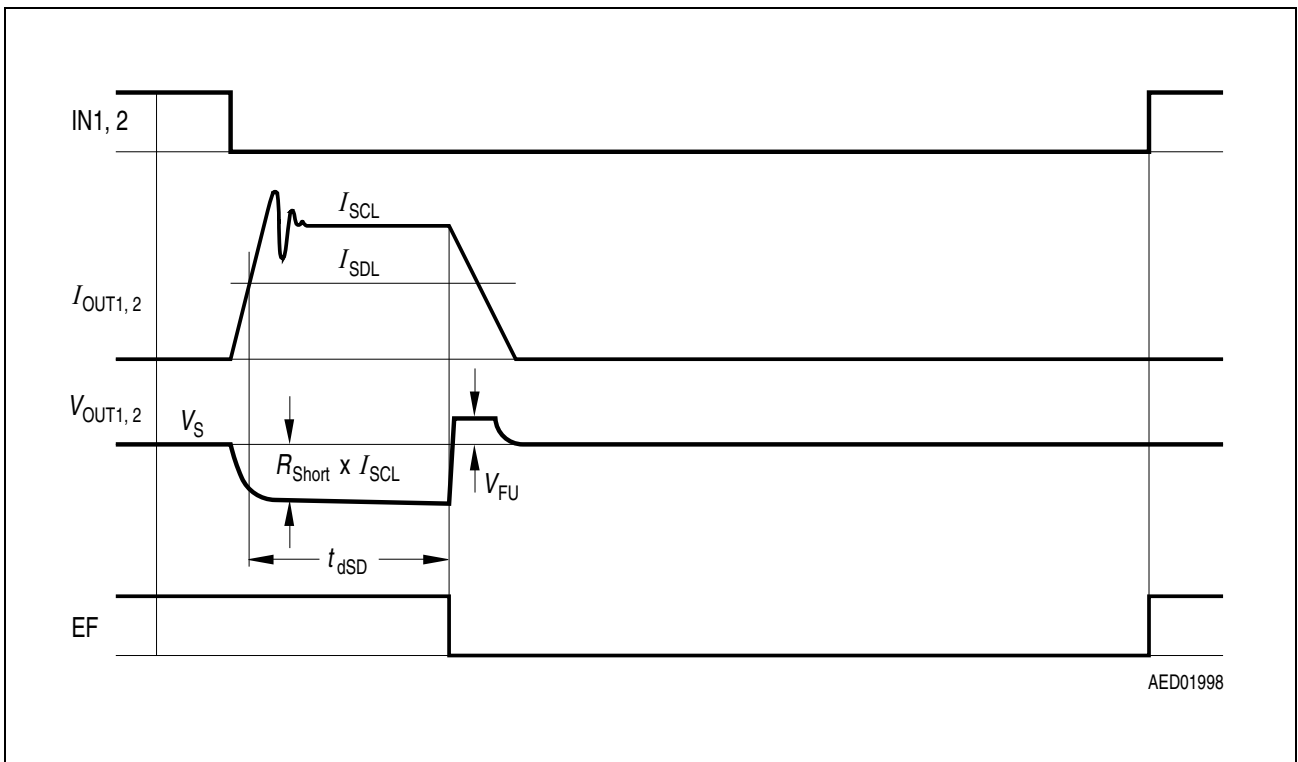 IN1, 2
I_SCL
I_SDL
I_OUT1, 2
V_OUT1, 2
V_S
R_Short x I_SCL
V_FU
t_dSD
EF
AED01998